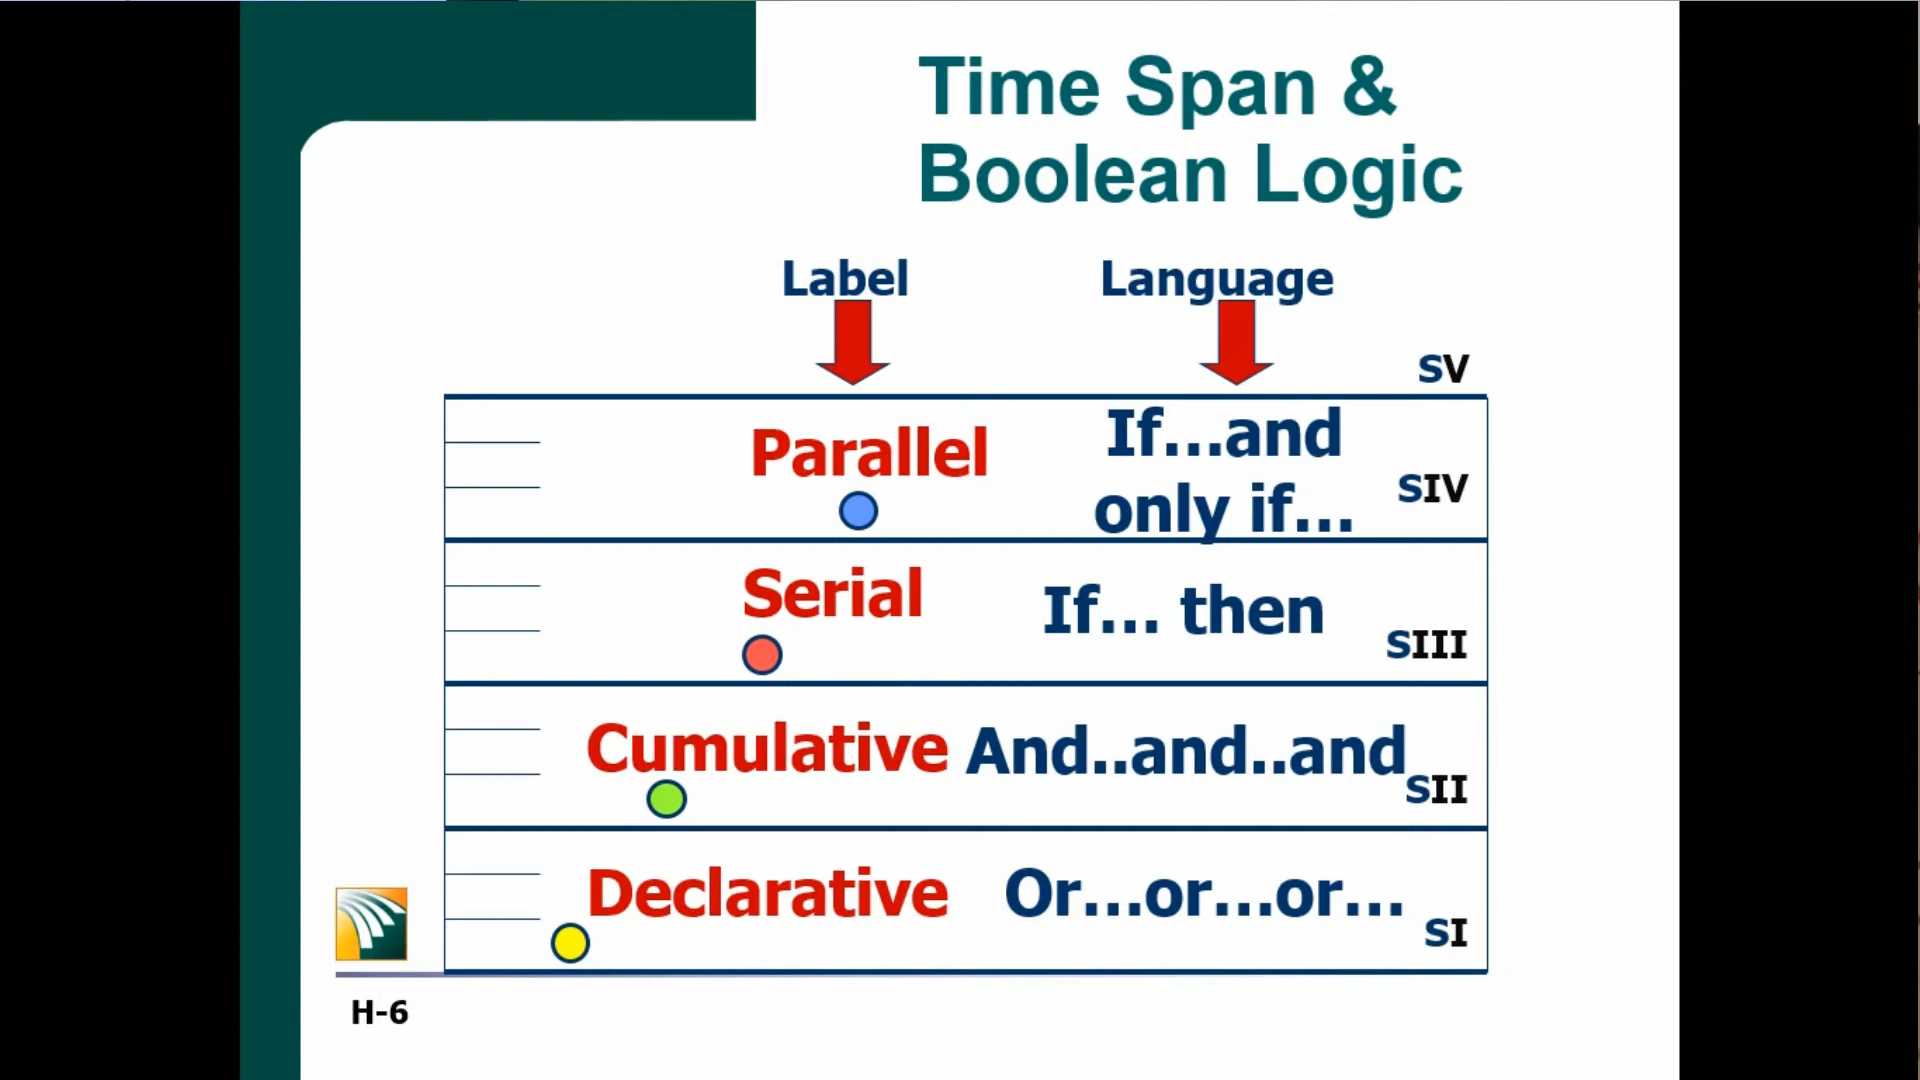 Time Span &
Boolean Logic
Label
Language
SV
Parallel
If...and
only if...
SIV
Serial
If... then
SIII
Cumulative
And..and..and
SII
Declarative
Or...or...or...
SI
H-6